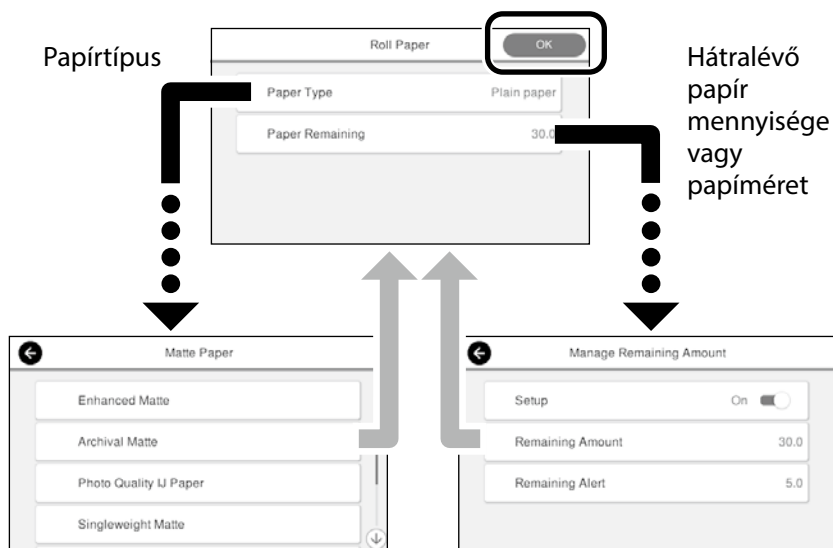 Papírtípus
Roll Paper
OK
Paper Type Plain paper
Paper Remaining 30.0
Hátralévő
papír
mennyisége
vagy
papíméret
Matte Paper
Enhanced Matte
Archival Matte
Photo Quality IJ Paper
Singleweight Matte
Manage Remaining Amount
Setup On
Remaining Amount 30.0
Remaining Alert 5.0